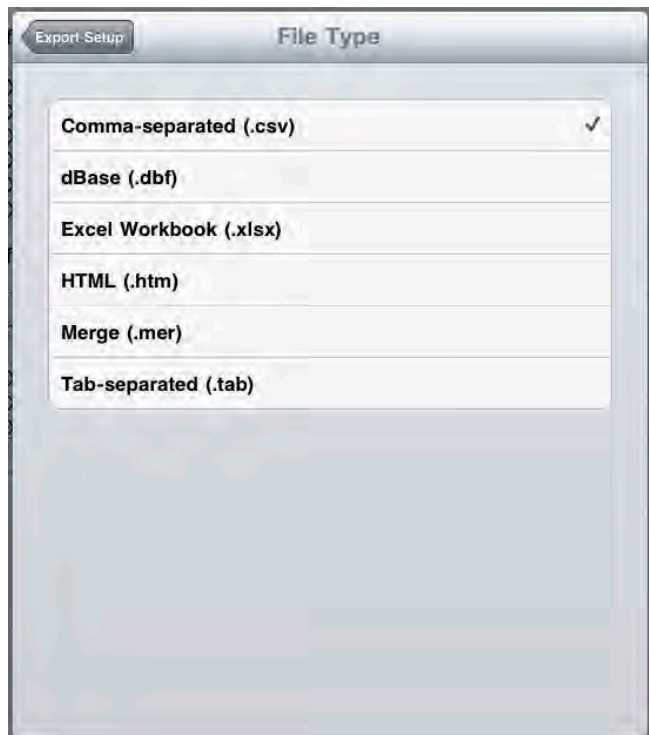 Export Setup
File Type
Comma-separated (.csv)
dBase (.dbf)
Excel Workbook (.xlsx)
HTML (.htm)
Merge (.mer)
Tab-separated (.tab)